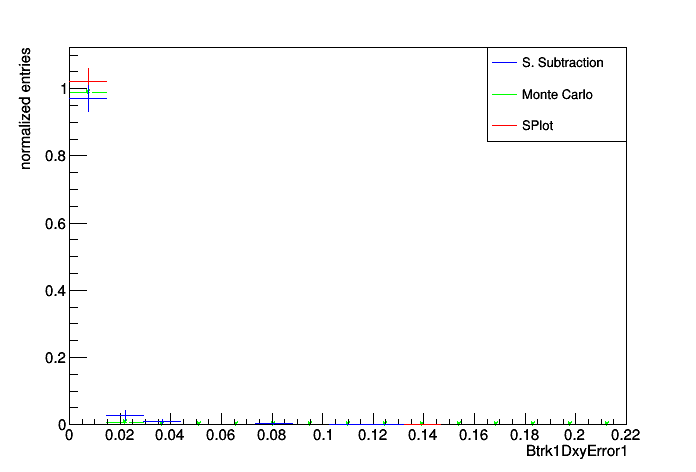 normalized entries
S. Subtraction
Monte Carlo
SPlot
1
0.8
0.6
0.4
0.2
0
0 0.02 0.04 0.06 0.08 0.1 0.12 0.14 0.16 0.18 0.2 0.22
Btrk1DxyError1